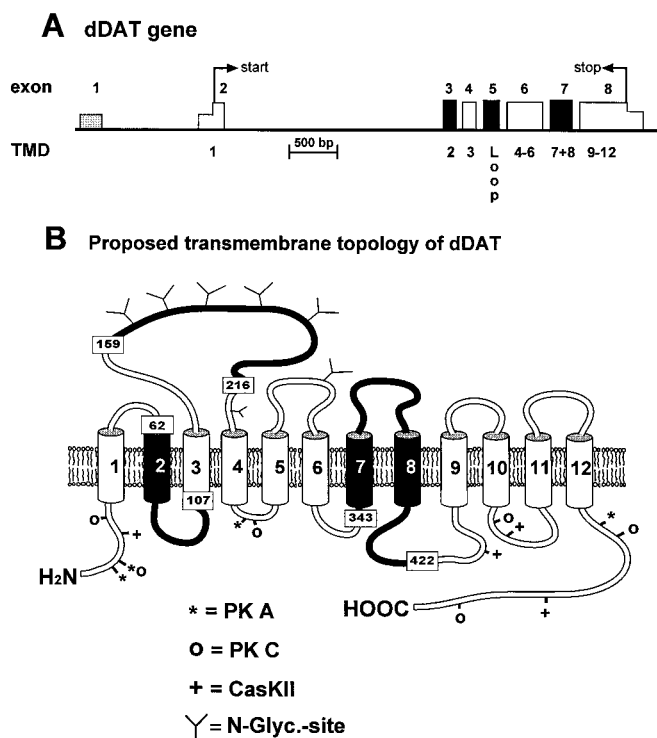 A dDAT gene
start stop
exon 1 2 3 4 5 6 7 8
TMD 1 500 bp 2 3 Loop 4-6 7+8 9-12
B Proposed transmembrane topology of dDAT
159
216
62
1 2 3 4 5 6 7 8 9 10 11 12
107
343
422
o + * *o
* o
+
o +
* o
H2N
HOOC
o +
* = PK A
o = PK C
+ = CasKII
= N-Glyc.-site